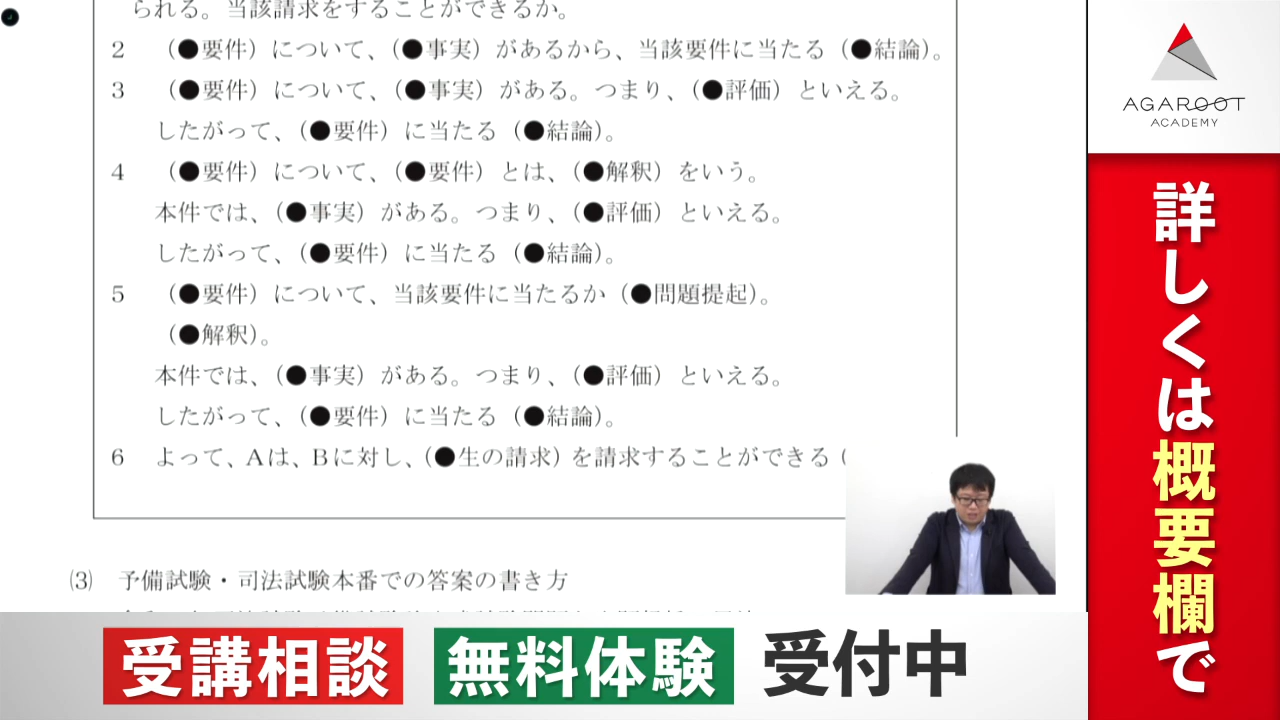 られる。当該請求をすることができるか。
2 （●要件）について、（●事実）があるから、当該要件に当たる（●結論）。
3 （●要件）について、（●事実）がある。つまり、（●評価）といえる。
したがって、（●要件）に当たる（●結論）。
4 （●要件）について、（●要件）とは、（●解釈）をいう。
本件では、（●事実）がある。つまり、（●評価）といえる。
したがって、（●要件）に当たる（●結論）。
5 （●要件）について、当該要件に当たるか（●問題提起）。
（●解釈）。
本件では、（●事実）がある。つまり、（●評価）といえる。
したがって、（●要件）に当たる（●結論）。
6 よって、Aは、Bに対し、（●生の請求）を請求することができる（
⑶ 予備試験・司法試験本番での答案の書き方
受講相談 無料体験 受付中
AGAROOT
ACADEMY
詳しくは概要欄で